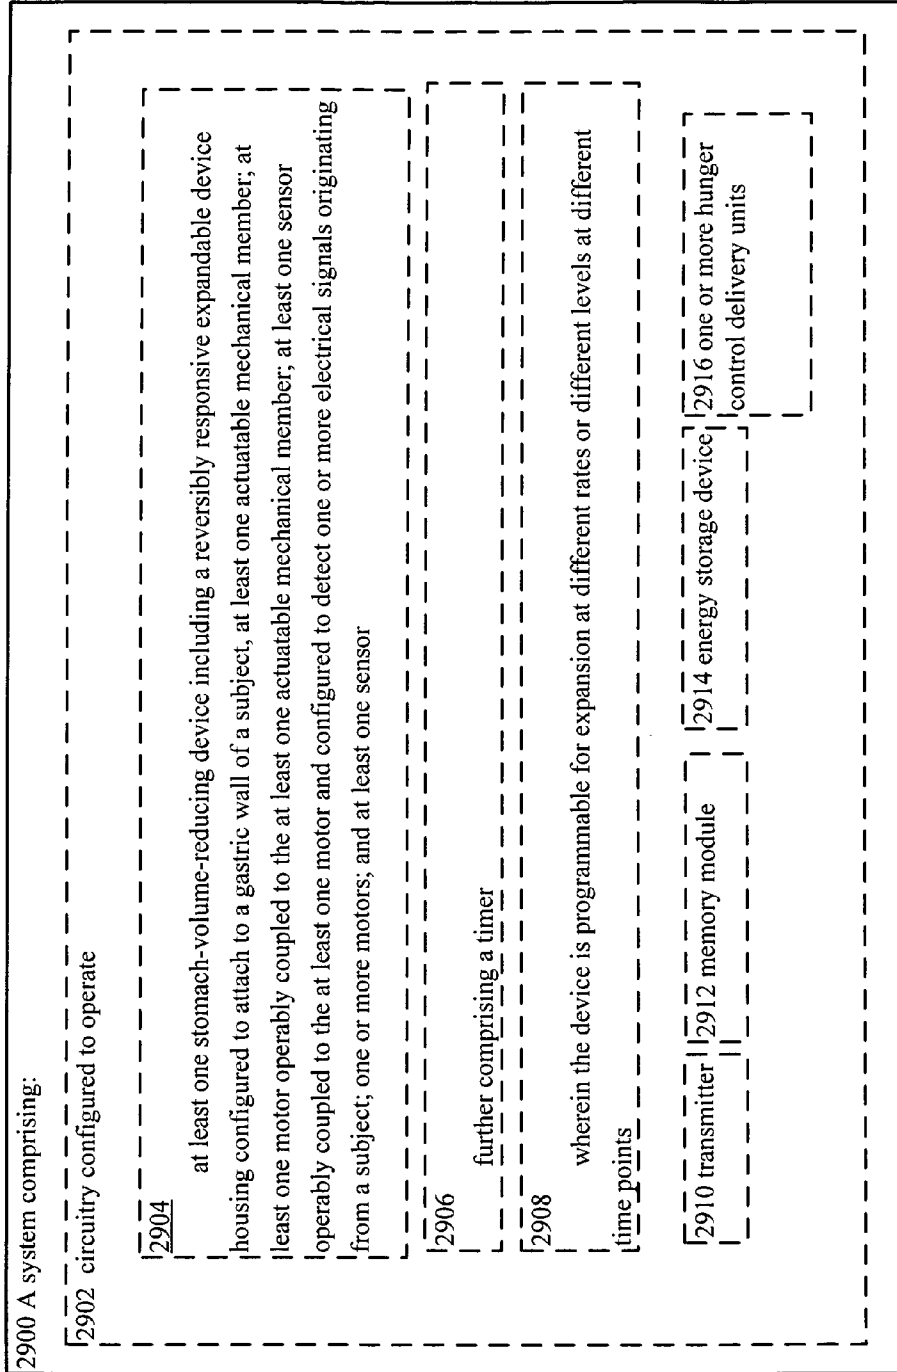 2900 A system comprising:
2902 circuitry configured to operate
2904
at least one stomach-volume-reducing device including a reversibly responsive expandable device
housing configured to attach to a gastric wall of a subject, at least one actuatable mechanical member; at
least one motor operably coupled to the at least one actuatable mechanical member; at least one sensor
operably coupled to the at least one motor and configured to detect one or more electrical signals originating
from a subject; one or more motors; and at least one sensor
2906
further comprising a timer
2908
wherein the device is programmable for expansion at different rates or different levels at different
time points
2910 transmitter
2912 memory module
2914 energy storage device
2916 one or more hunger
control delivery units